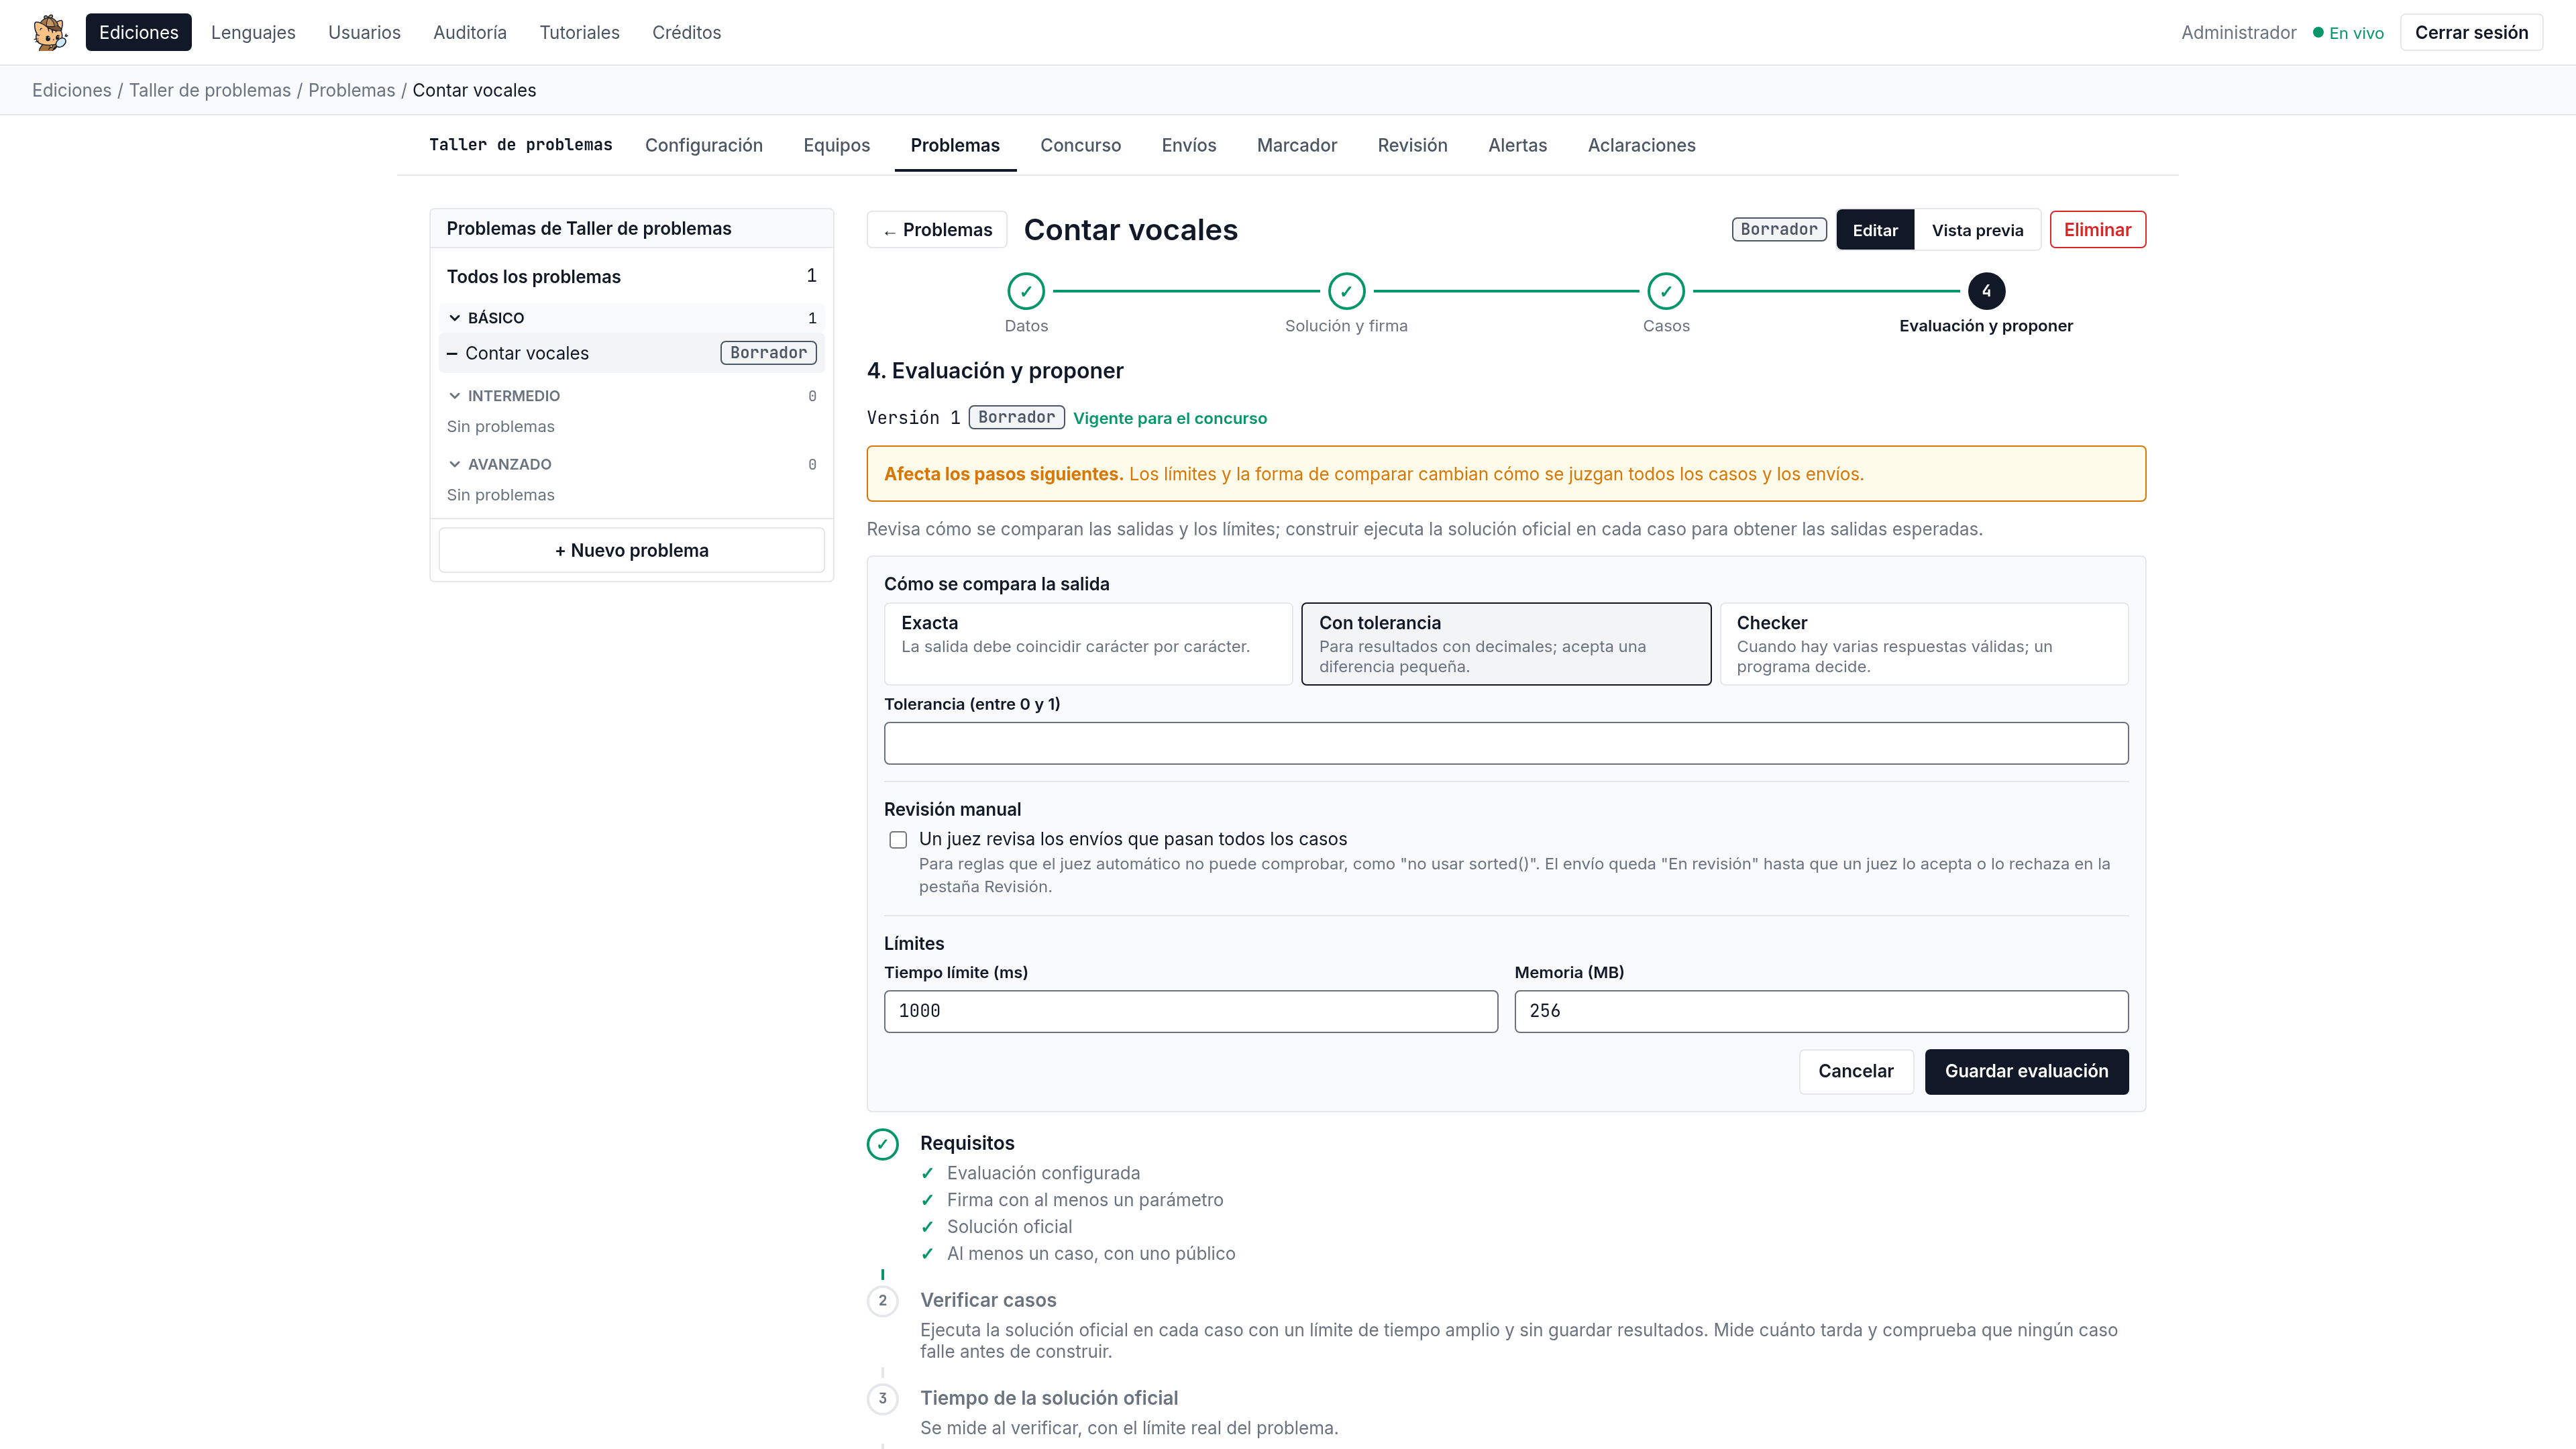 Ediciones Lenguajes Usuarios Auditoría Tutoriales Créditos Administrador En vivo Cerrar sesión
Ediciones / Taller de problemas / Problemas / Contar vocales
Taller de problemas Configuración Equipos Problemas Concurso Envíos Marcador Revisión Alertas Aclaraciones
Problemas de Taller de problemas
Todos los problemas 1
BÁSICO 1
– Contar vocales Borrador
INTERMEDIO 0
Sin problemas
AVANZADO 0
Sin problemas
+ Nuevo problema
← Problemas Contar vocales Borrador Editar Vista previa Eliminar
✓ ✓ ✓ 4
Datos Solución y firma Casos Evaluación y proponer
4. Evaluación y proponer
Versión 1 Borrador Vigente para el concurso
Afecta los pasos siguientes. Los límites y la forma de comparar cambian cómo se juzgan todos los casos y los envíos.
Revisa cómo se comparan las salidas y los límites; construir ejecuta la solución oficial en cada caso para obtener las salidas esperadas.
Cómo se compara la salida
Exacta
La salida debe coincidir carácter por carácter.
Con tolerancia
Para resultados con decimales; acepta una
diferencia pequeña.
Checker
Cuando hay varias respuestas válidas; un
programa decide.
Tolerancia (entre 0 y 1)
Revisión manual
Un juez revisa los envíos que pasan todos los casos
Para reglas que el juez automático no puede comprobar, como "no usar sorted()". El envío queda "En revisión" hasta que un juez lo acepta o lo rechaza en la
pestaña Revisión.
Límites
Tiempo límite (ms) Memoria (MB)
1000 256
Cancelar Guardar evaluación
✓ Requisitos
✓ Evaluación configurada
✓ Firma con al menos un parámetro
✓ Solución oficial
✓ Al menos un caso, con uno público
2 Verificar casos
Ejecuta la solución oficial en cada caso con un límite de tiempo amplio y sin guardar resultados. Mide cuánto tarda y comprueba que ningún caso
falle antes de construir.
3 Tiempo de la solución oficial
Se mide al verificar, con el límite real del problema.